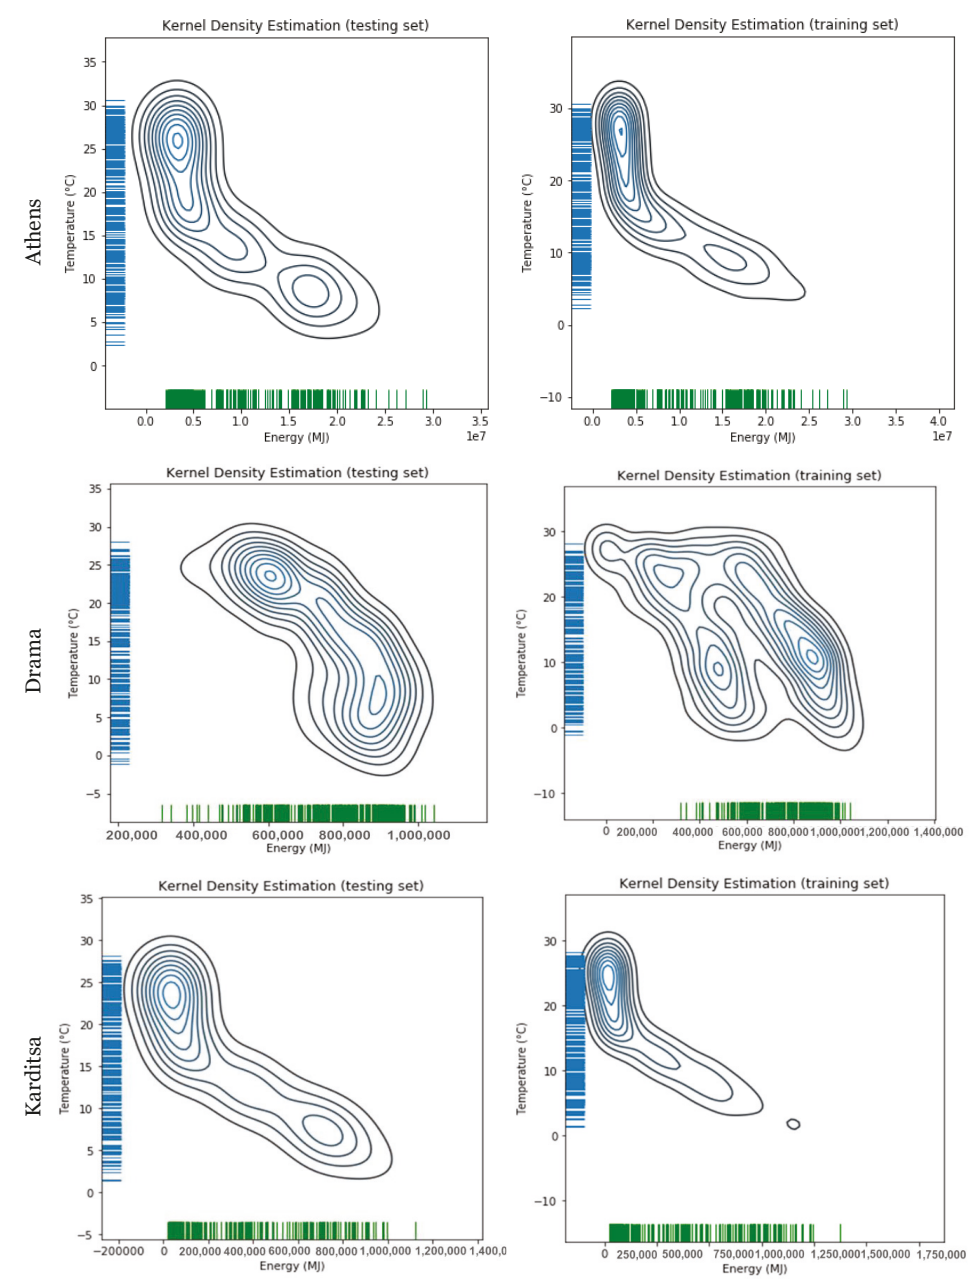 Kernel Density Estimation (testing set)
Kernel Density Estimation (training set)
Athens
Temperature (°C)
35
30
25
20
15
10
5
0
0.0 0.5 1.0 1.5 2.0 2.5 3.0 3.5
Energy (MJ)
1e7
Temperature (°C)
30
20
10
0
−10
0.0 0.5 1.0 1.5 2.0 2.5 3.0 3.5 4.0
Energy (MJ)
1e7
Kernel Density Estimation (testing set)
Kernel Density Estimation (training set)
Drama
Temperature (°C)
35
30
25
20
15
10
5
0
−5
200,000 400,000 600,000 800,000 1,000,000
Energy (MJ)
Temperature (°C)
30
20
10
0
−10
0 200,000 400,000 600,000 800,000 1,000,000 1,200,000 1,400,000
Energy (MJ)
Kernel Density Estimation (testing set)
Kernel Density Estimation (training set)
Karditsa
Temperature (°C)
35
30
25
20
15
10
5
0
−5
−200000 0 200,000 400,000 600,000 800,000 1,000,000 1,200,000 1,400,0
Energy (MJ)
Temperature (°C)
30
20
10
0
−10
0 250,000 500,000 750,000 1,000,000 1,250,000 1,500,000 1,750,000
Energy (MJ)